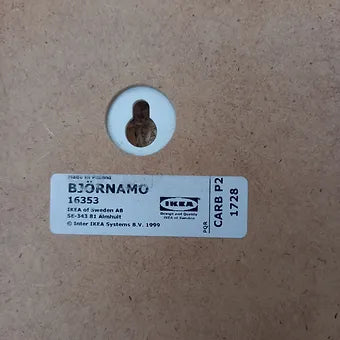 Made in Poland
BJÖRNAMO
16353
IKEA of Sweden AB
SE-343 81 Älmhult
© Inter IKEA Systems B.V. 1999
IKEA
Design and Quality
IKEA of Sweden
PQR
CARB P2
1728